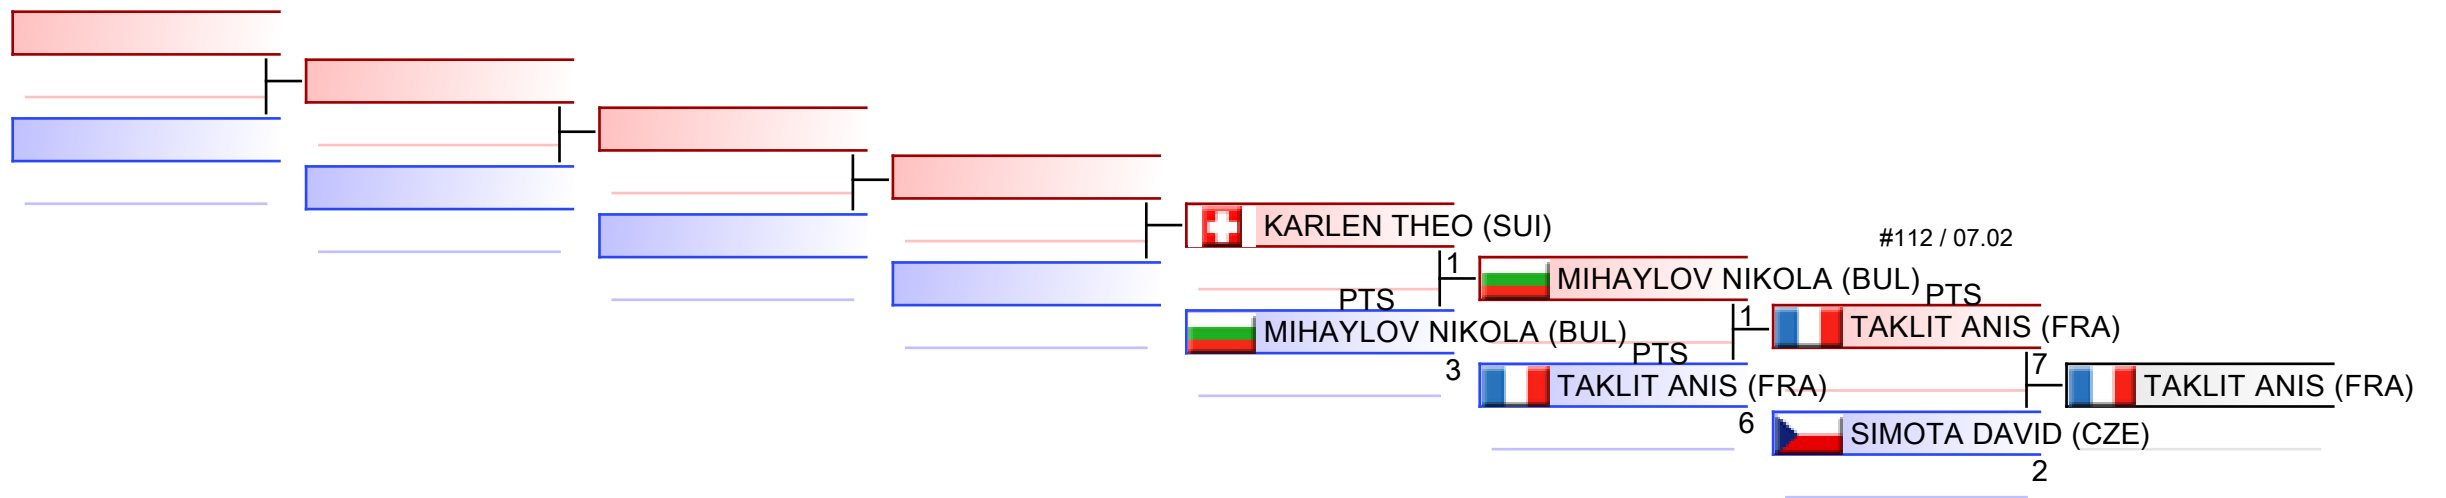 KARLEN THEO (SUI)
#112 / 07.02
1
MIHAYLOV NIKOLA (BUL)
PTS
PTS
MIHAYLOV NIKOLA (BUL)
1
TAKLIT ANIS (FRA)
PTS
3
TAKLIT ANIS (FRA)
7
TAKLIT ANIS (FRA)
6
SIMOTA DAVID (CZE)
2